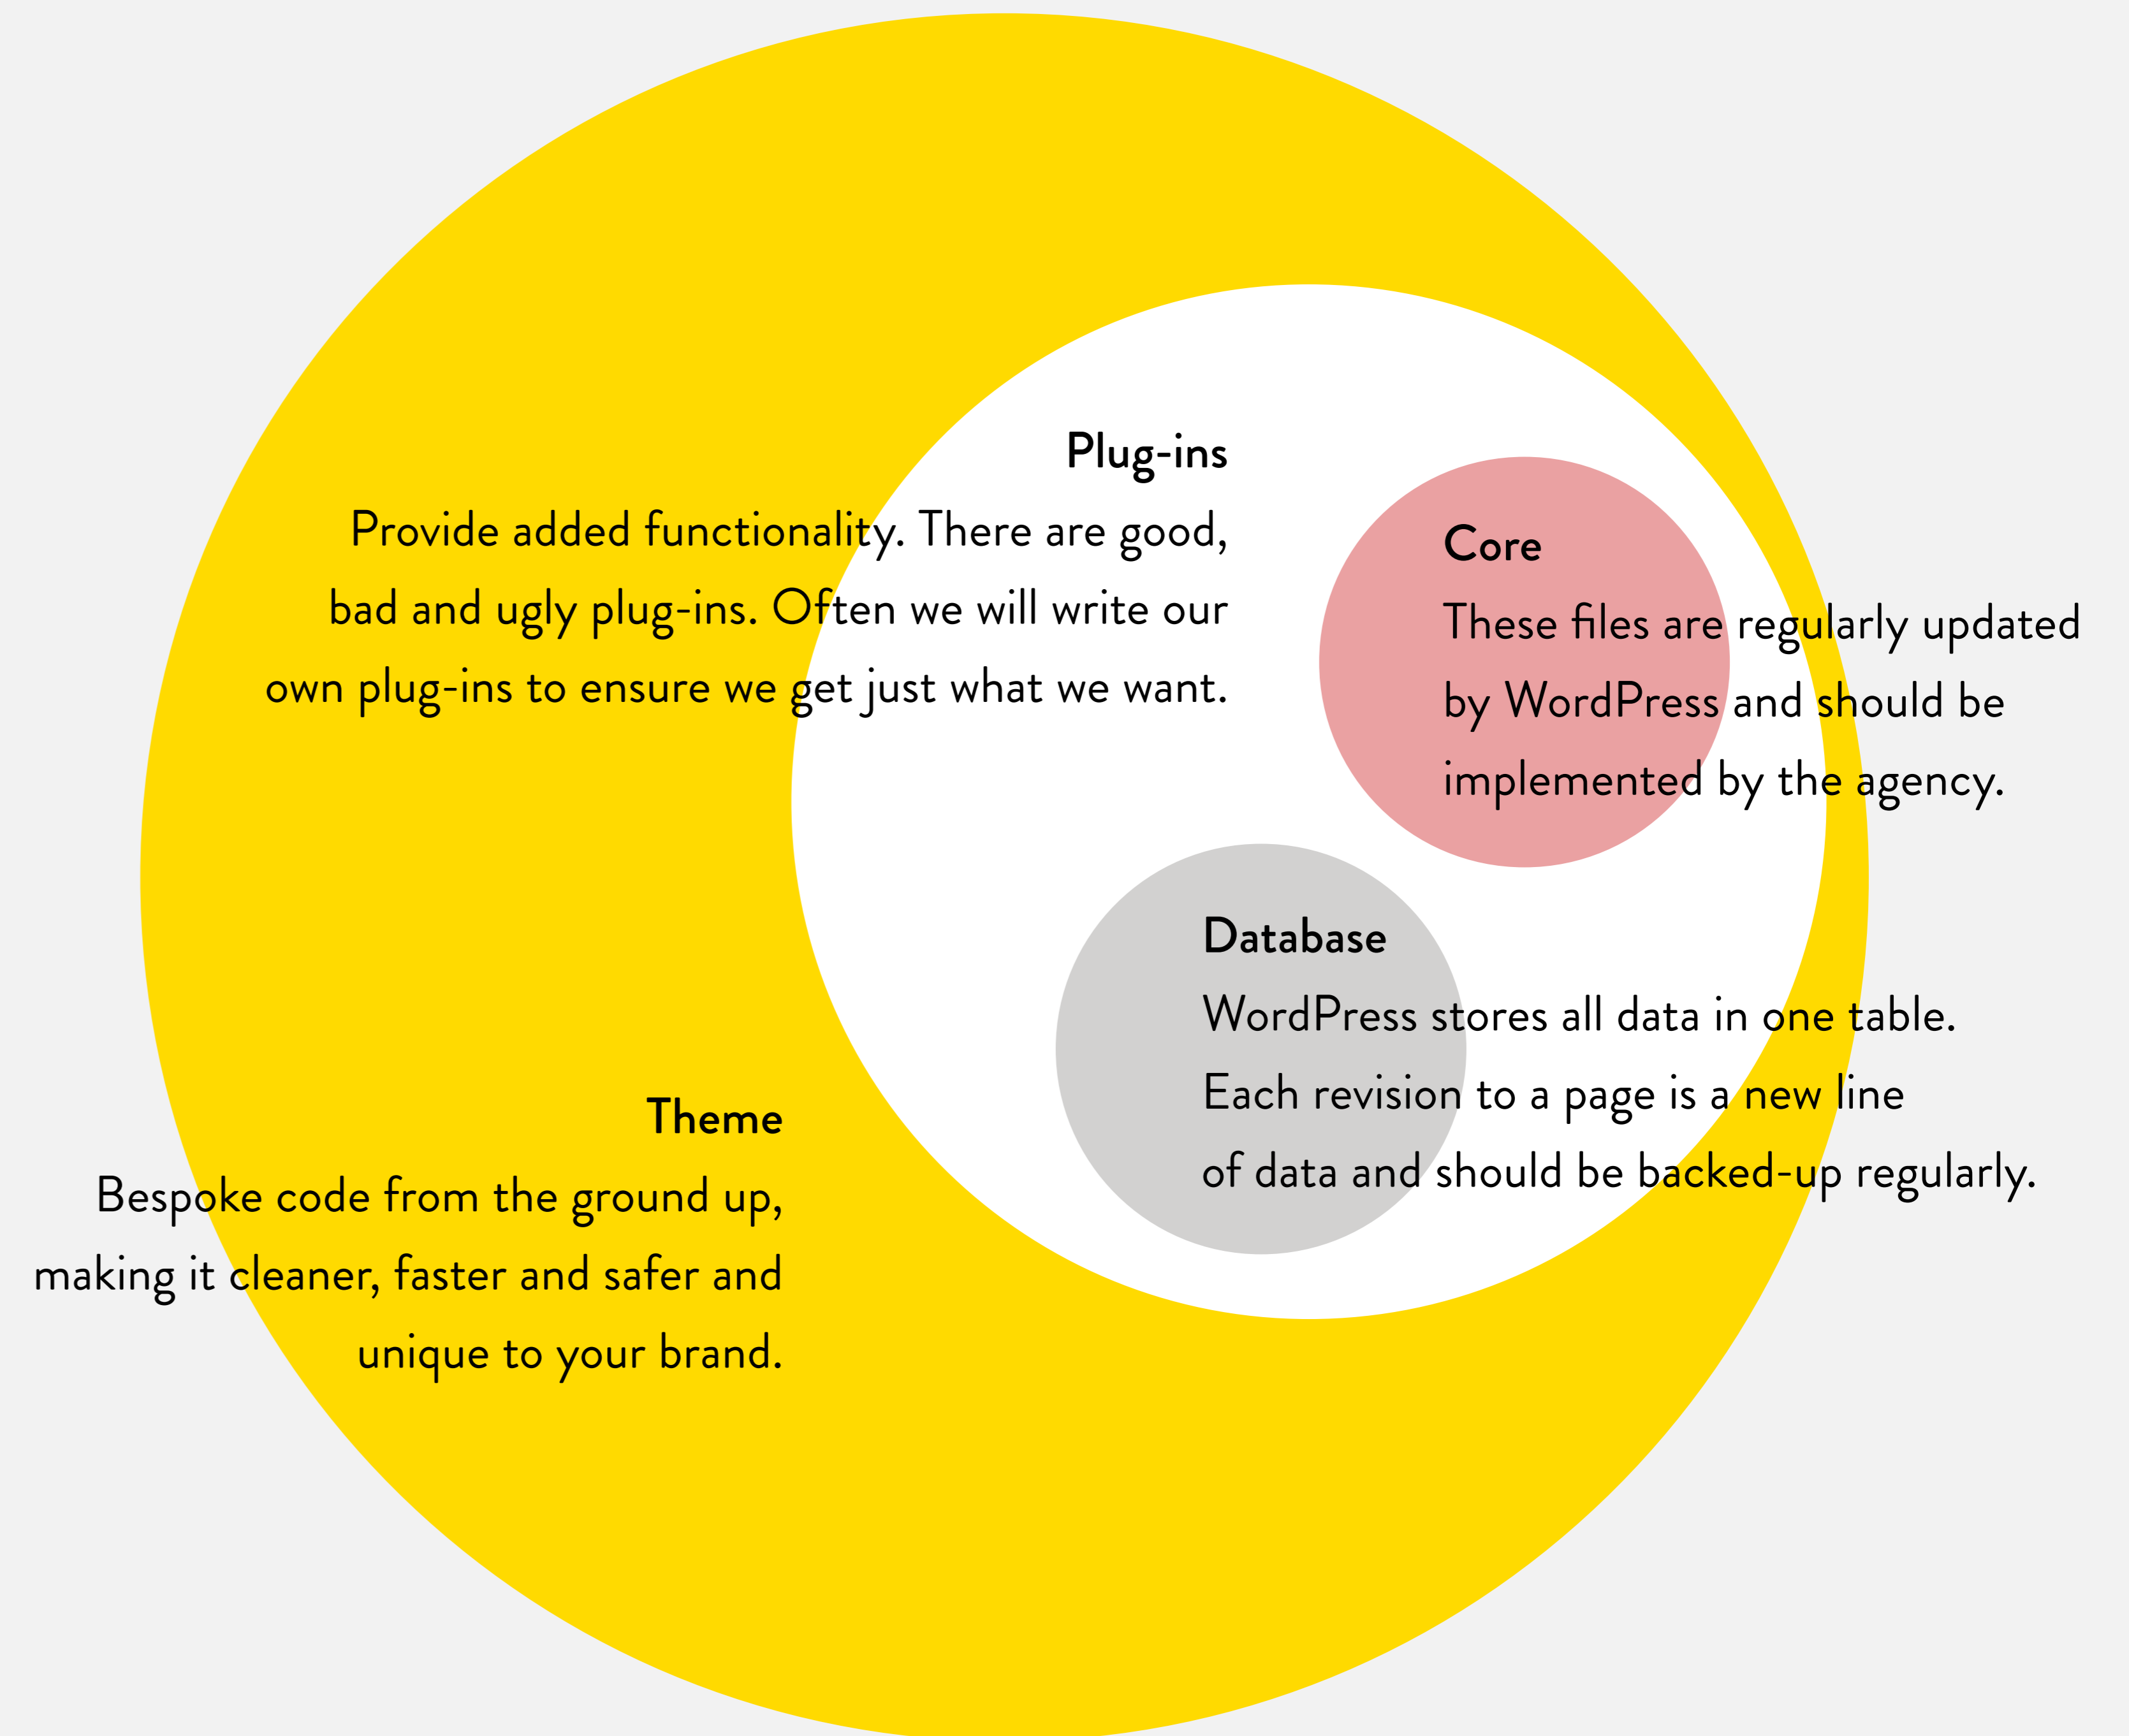 Plug-ins
Provide added functionality. There are good,
bad and ugly plug-ins. Often we will write our
own plug-ins to ensure we get just what we want.
Core
These files are regularly updated
by WordPress and should be
implemented by the agency.
Database
WordPress stores all data in one table.
Each revision to a page is a new line
of data and should be backed-up regularly.
Theme
Bespoke code from the ground up,
making it cleaner, faster and safer and
unique to your brand.